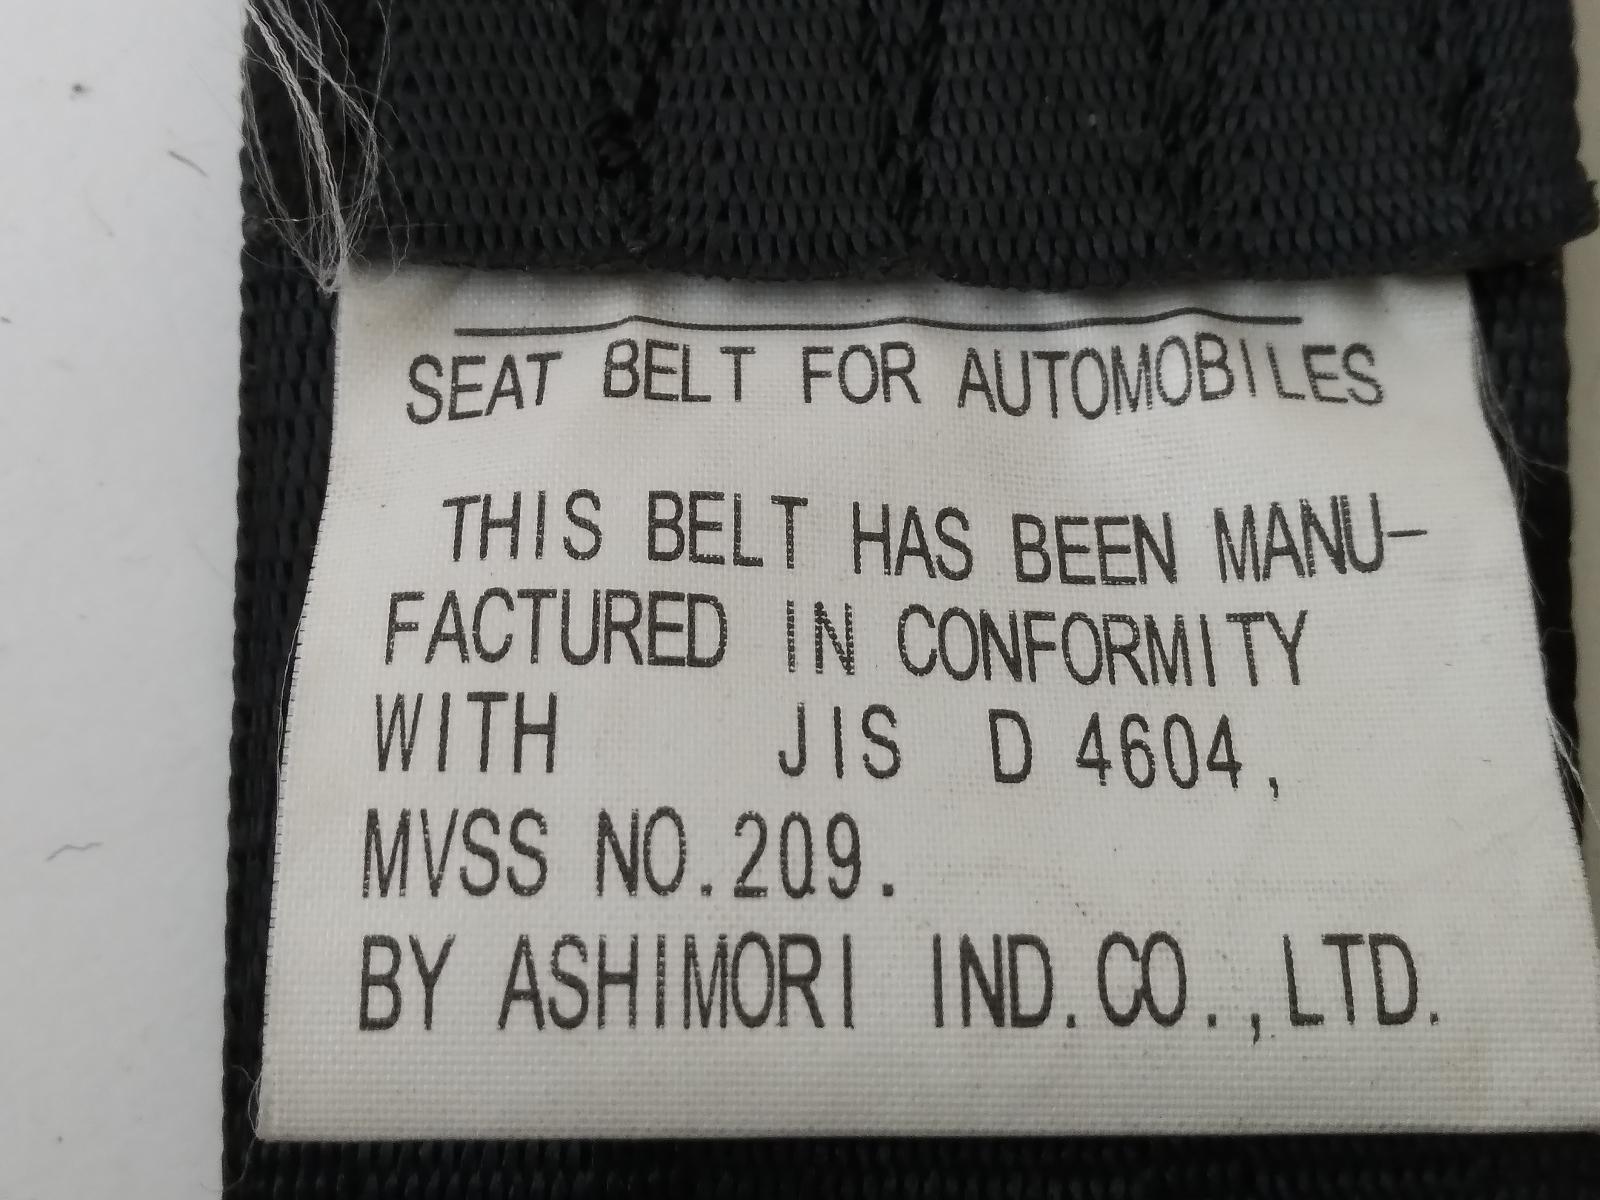 SEAT BELT FOR AUTOMOBILES
THIS BELT HAS BEEN MANU-
FACTURED IN CONFORMITY
WITH JIS D 4604,
MVSS NO.209.
BY ASHIMORI IND.CO.,LTD.